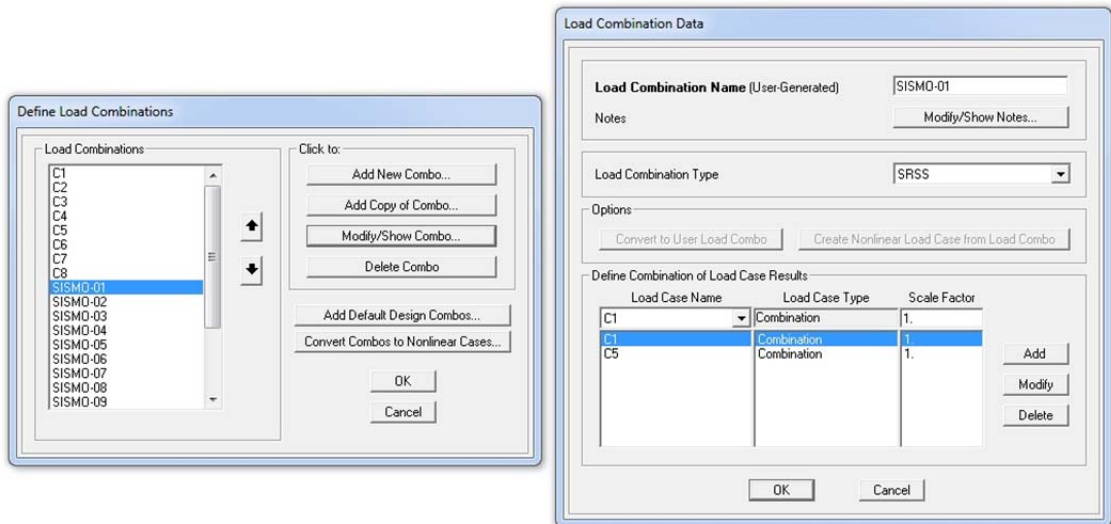 Define Load Combinations
Load Combinations
C1
C2
C3
C4
C5
C6
C7
C8
SISMO-01
SISMO-02
SISMO-03
SISMO-04
SISMO-05
SISMO-06
SISMO-07
SISMO-08
SISMO-09
Click to:
Add New Combo...
Add Copy of Combo...
Modify/Show Combo...
Delete Combo
Add Default Design Combos...
Convert Combos to Nonlinear Cases...
OK
Cancel
Load Combination Data
Load Combination Name (User-Generated) SISMO-01
Notes Modify/Show Notes...
Load Combination Type SRSS
Options
Convert to User Load Combo Create Nonlinear Load Case from Load Combo
Define Combination of Load Case Results
Load Case Name Load Case Type Scale Factor
C1 Combination 1.
C1 Combination 1.
C5 Combination 1.
Add
Modify
Delete
OK Cancel